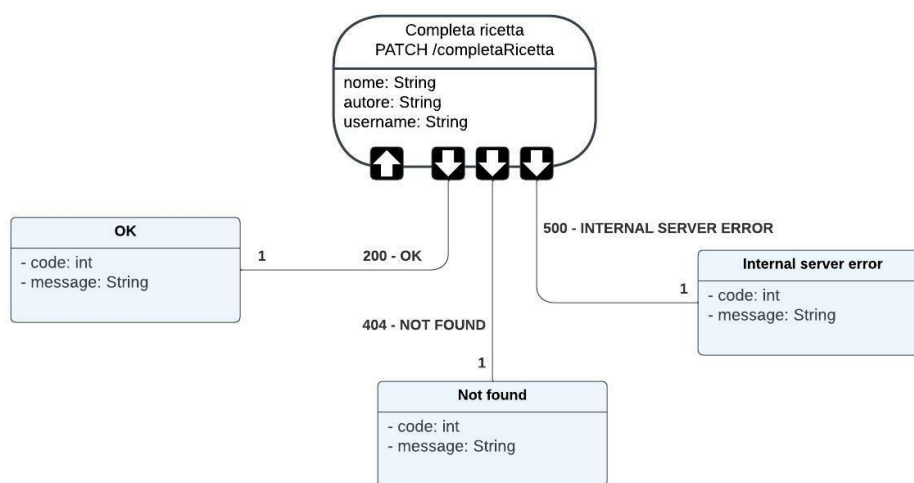 Completa ricetta
PATCH /completaRicetta
nome: String
autore: String
username: String
OK
- code: int
- message: String
1
200 - OK
500 - INTERNAL SERVER ERROR
1
Internal server error
- code: int
- message: String
404 - NOT FOUND
1
Not found
- code: int
- message: String